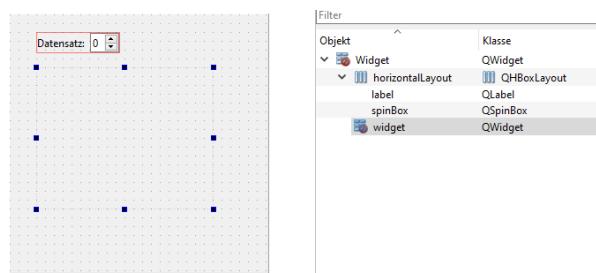 Datensatz: 0
Filter
Objekt Klasse
Widget QWidget
horizontalLayout QHBoxLayout
label QLabel
spinBox QSpinBox
widget QWidget